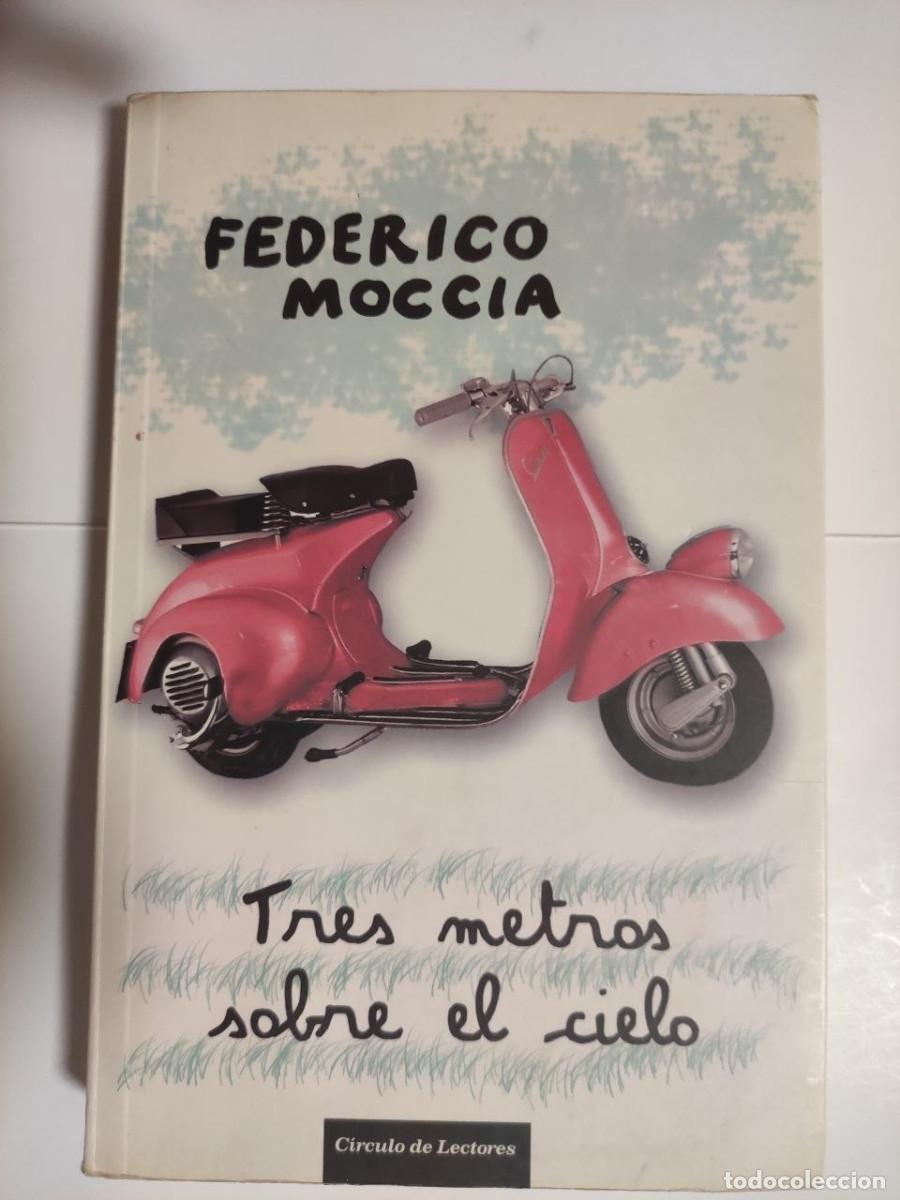 FEDERICO
MOCCIA
Tres metros
sobre el cielo
Círculo de Lectores
todocoleccion